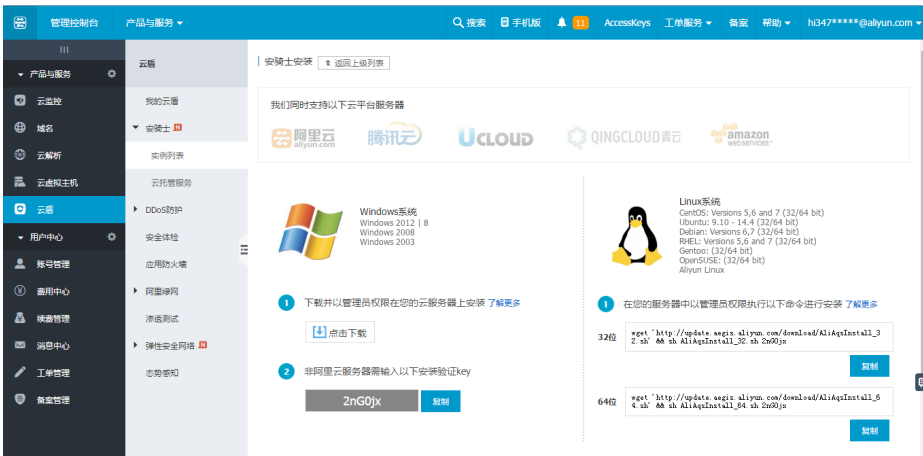 管理控制台 产品与服务 搜索 手机版 11 AccessKeys 工单服务 备案 帮助 hi347*****@aliyun.com
产品与服务
云监控
域名
云解析
云虚拟主机
云盾
用户中心
账号管理
费用中心
续费管理
消息中心
工单管理
备案管理
云盾
我的云盾
安骑士 N
实例列表
云托管服务
DDoS防护
安全体检
应用防火墙
阿里绿网
渗透测试
弹性安全网络 N
态势感知
安骑士安装 返回上级列表
我们同时支持以下云平台服务器
阿里云 aliyun.com 腾讯云 UCLOUD QINGCLOUD青云 amazon webservices
Windows系统
Windows 2012 | 8
Windows 2008
Windows 2003
1 下载并以管理员权限在您的云服务器上安装 了解更多
点击下载
2 非阿里云服务器需输入以下安装验证key
2nG0jx 复制
Linux系统
CentOS: Versions 5,6 and 7 (32/64 bit)
Ubuntu: 9.10 - 14.4 (32/64 bit)
Debian: Versions 6,7 (32/64 bit)
RHEL: Versions 5,6 and 7 (32/64 bit)
Gentoo: (32/64 bit)
OpenSUSE: (32/64 bit)
Aliyun Linux
1 在您的服务器中以管理员权限执行以下命令进行安装 了解更多
32位 wget 'http://update.aegis.aliyun.com/download/AliAqsInstall_3
2.sh' && sh AliAqsInstall_32.sh 2nG0jx
复制
64位 wget 'http://update.aegis.aliyun.com/download/AliAqsInstall_6
4.sh' && sh AliAqsInstall_64.sh 2nG0jx
复制